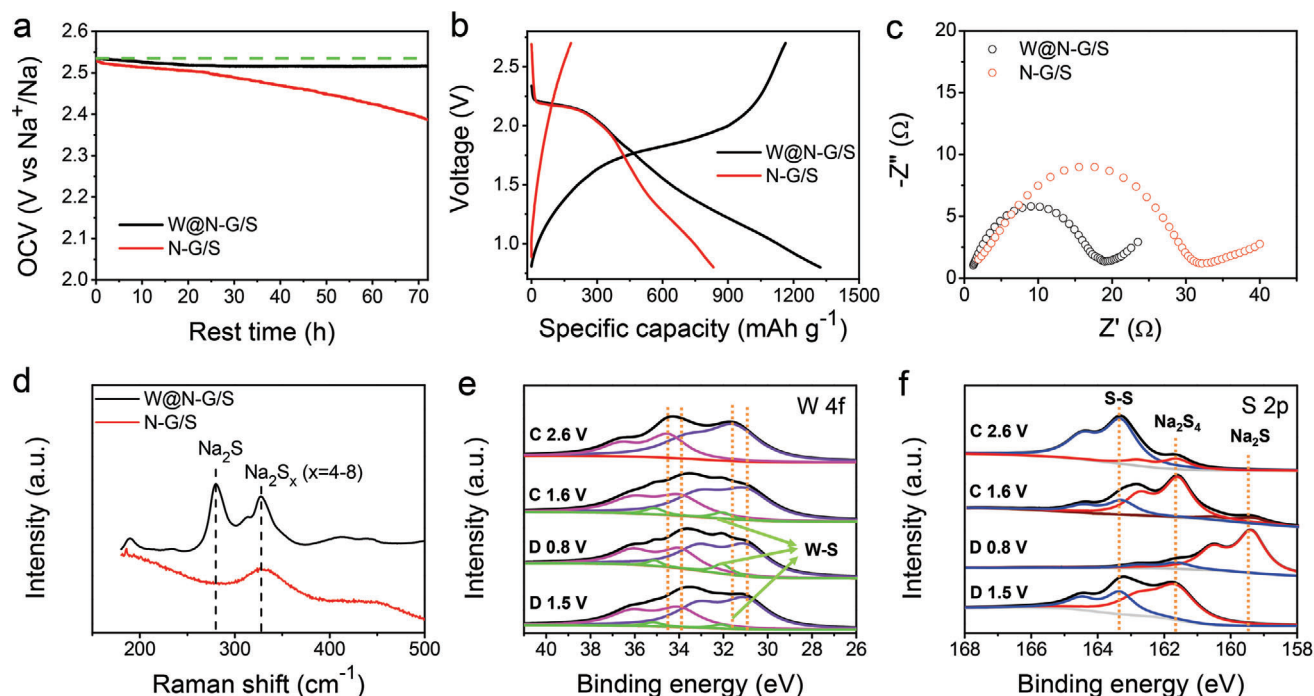 a
2.6
2.5
2.4
2.3
2.2
2.1
2.0
0 10 20 30 40 50 60 70
OCV (V vs Na⁺/Na)
Rest time (h)
W@N-G/S
N-G/S
b
2.5
2.0
1.5
1.0
0 300 600 900 1200 1500
Voltage (V)
Specific capacity (mAh g⁻¹)
W@N-G/S
N-G/S
c
20
15
10
5
0
0 10 20 30 40
-Z" (Ω)
Z' (Ω)
W@N-G/S
N-G/S
d
W@N-G/S
N-G/S
Na₂S
Na₂Sₓ (x=4-8)
200 300 400 500
Intensity (a.u.)
Raman shift (cm⁻¹)
e
W 4f
C 2.6 V
C 1.6 V
D 0.8 V
D 1.5 V
W-S
40 38 36 34 32 30 28 26
Intensity (a.u.)
Binding energy (eV)
f
S 2p
S-S
Na₂S₄
Na₂S
C 2.6 V
C 1.6 V
D 0.8 V
D 1.5 V
168 166 164 162 160 158
Intensity (a.u.)
Binding energy (eV)